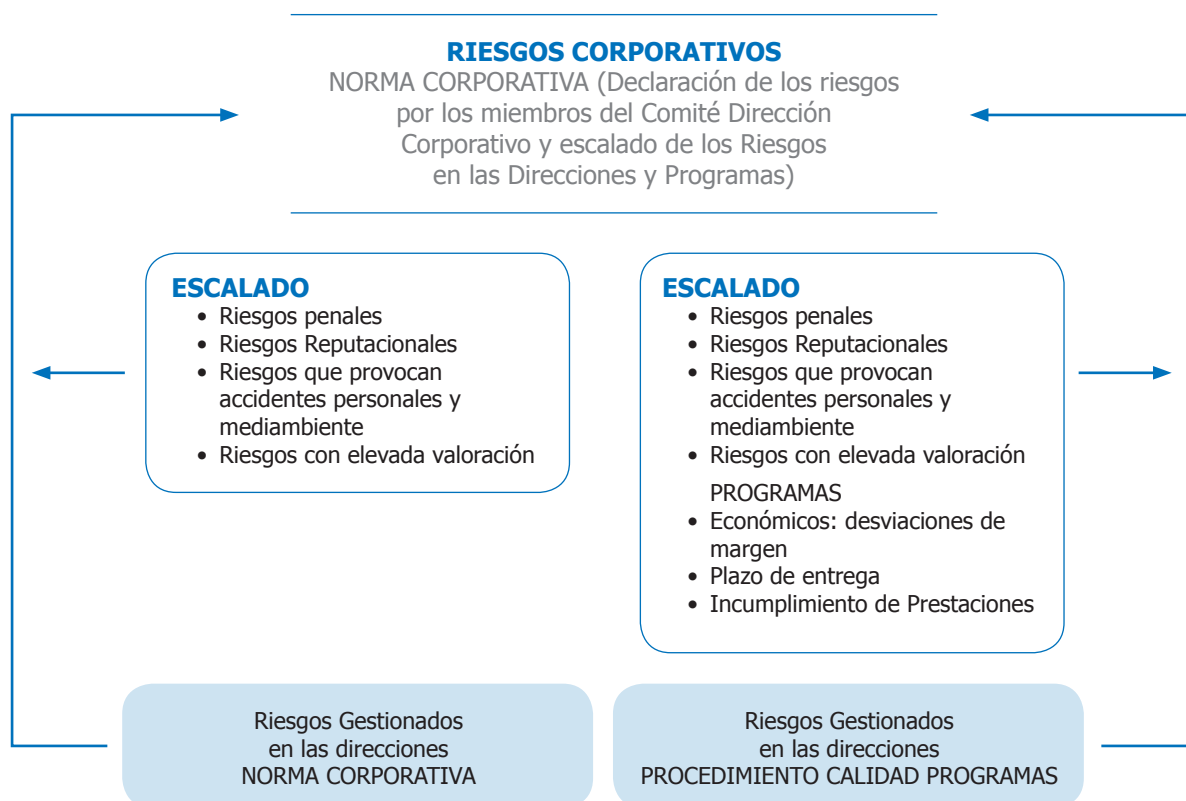 RIESGOS CORPORATIVOS
NORMA CORPORATIVA (Declaración de los riesgos
por los miembros del Comité Dirección
Corporativo y escalado de los Riesgos
en las Direcciones y Programas)
ESCALADO
• Riesgos penales
• Riesgos Reputacionales
• Riesgos que provocan
accidentes personales y
mediambiente
• Riesgos con elevada valoración
ESCALADO
• Riesgos penales
• Riesgos Reputacionales
• Riesgos que provocan
accidentes personales y
mediambiente
• Riesgos con elevada valoración
PROGRAMAS
• Económicos: desviaciones de
margen
• Plazo de entrega
• Incumplimiento de Prestaciones
Riesgos Gestionados
en las direcciones
NORMA CORPORATIVA
Riesgos Gestionados
en las direcciones
PROCEDIMIENTO CALIDAD PROGRAMAS